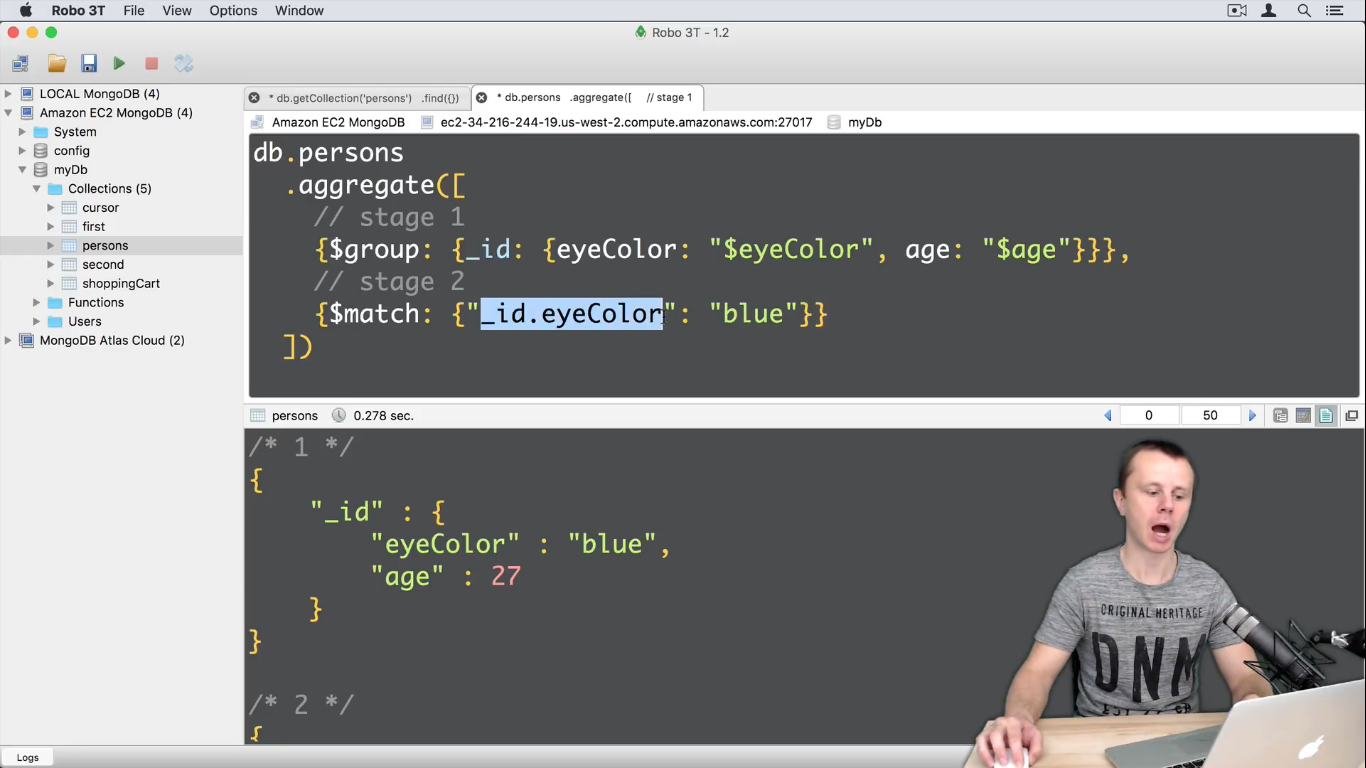 Robo 3T File View Options Window
Robo 3T - 1.2
LOCAL MongoDB (4)
Amazon EC2 MongoDB (4)
System
config
myDb
Collections (5)
cursor
first
persons
second
shoppingCart
Functions
Users
MongoDB Atlas Cloud (2)
* db.getCollection('persons') .find({})
* db.persons .aggregate([ // stage 1
Amazon EC2 MongoDB ec2-34-216-244-19.us-west-2.compute.amazonaws.com:27017 myDb
db.persons
.aggregate([
// stage 1
{$group: {_id: {eyeColor: "$eyeColor", age: "$age"}}},
// stage 2
{$match: {"_id.eyeColor": "blue"}}
])
persons 0.278 sec. 0 50
/* 1 */
{
"_id" : {
"eyeColor" : "blue",
"age" : 27
}
}
/* 2 */
{
ORIGINAL HERITAGE
DNM
Logs